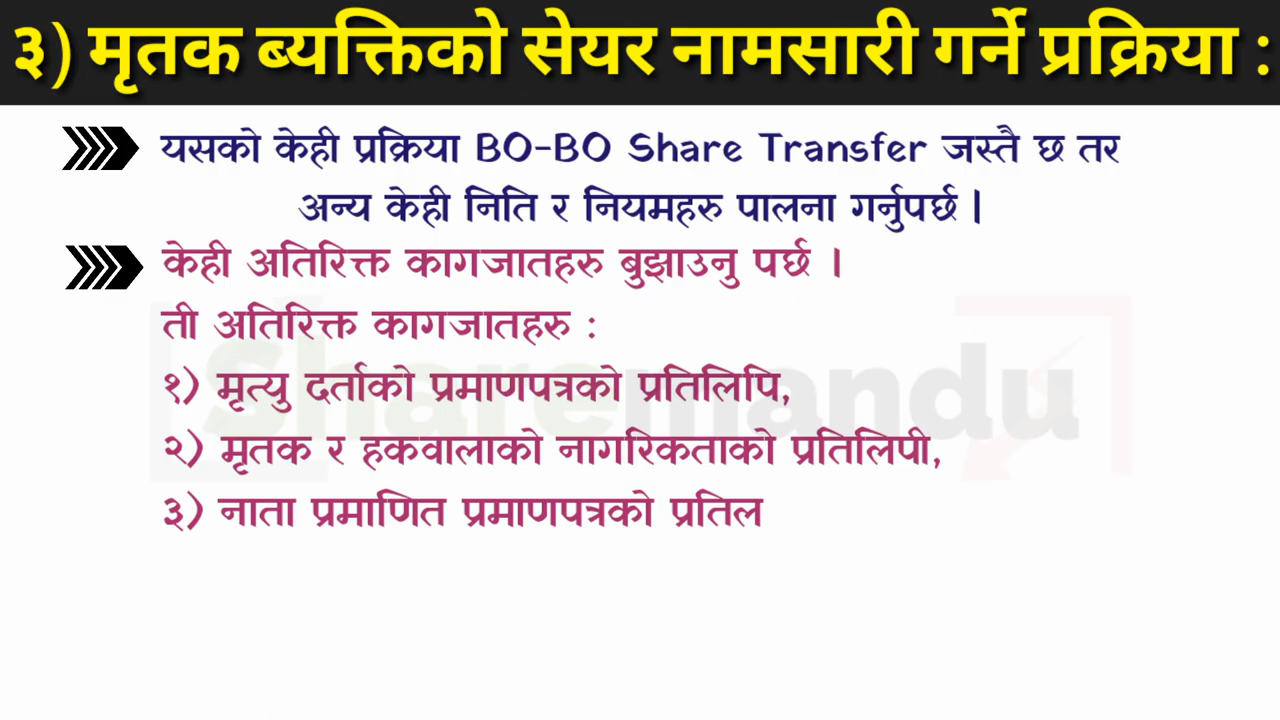 ३) मृतक ब्यक्तिको सेयर नामसारी गर्ने प्रक्रिया :
यसको केही प्रक्रिया BO-BO Share Transfer जस्तै छ तर
अन्य केही निति र नियमहरु पालना गर्नुपर्छ |
केही अतिरिक्त कागजातहरु बुझाउनु पर्छ ।
ती अतिरिक्त कागजातहरु :
१) मृत्यु दर्ताको प्रमाणपत्रको प्रतिलिपि,
२) मृतक र हकवालाको नागरिकताको प्रतिलिपी,
३) नाता प्रमाणित प्रमाणपत्रको प्रतिल
Sharemandu